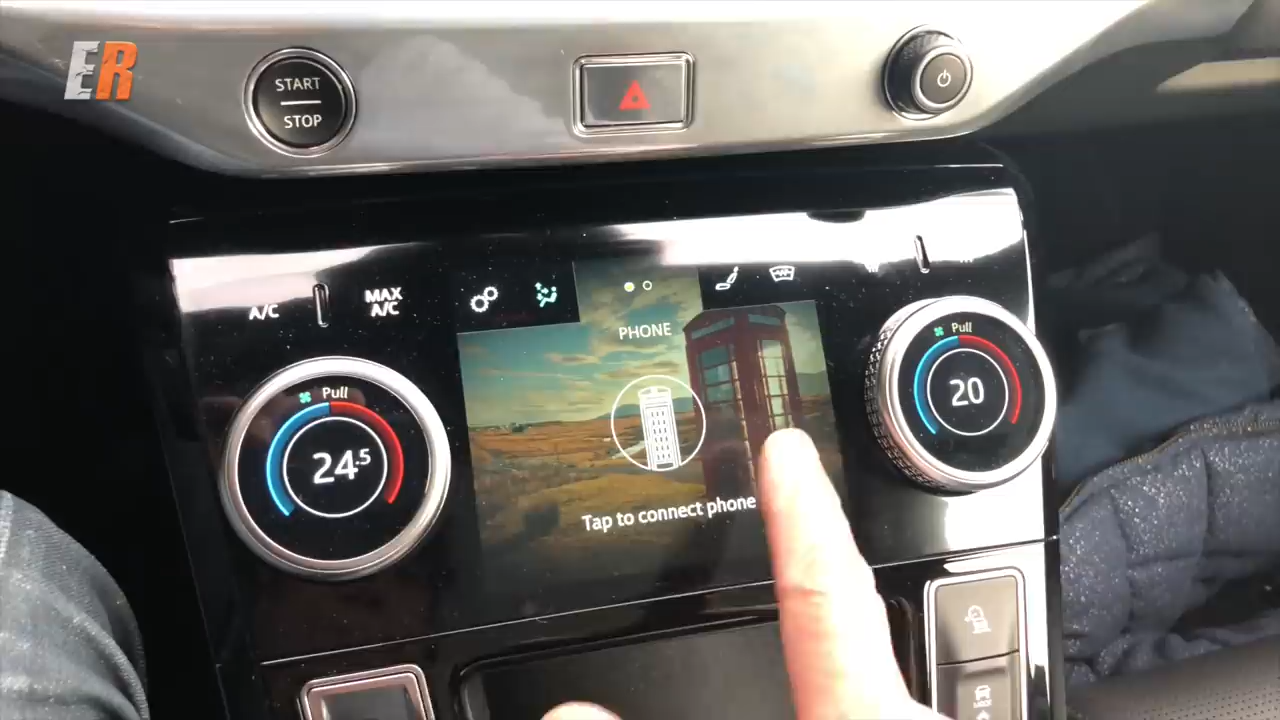 ER
START
STOP
A/C
MAX
A/C
PHONE
Pull
24.5
Pull
20
Tap to connect phone